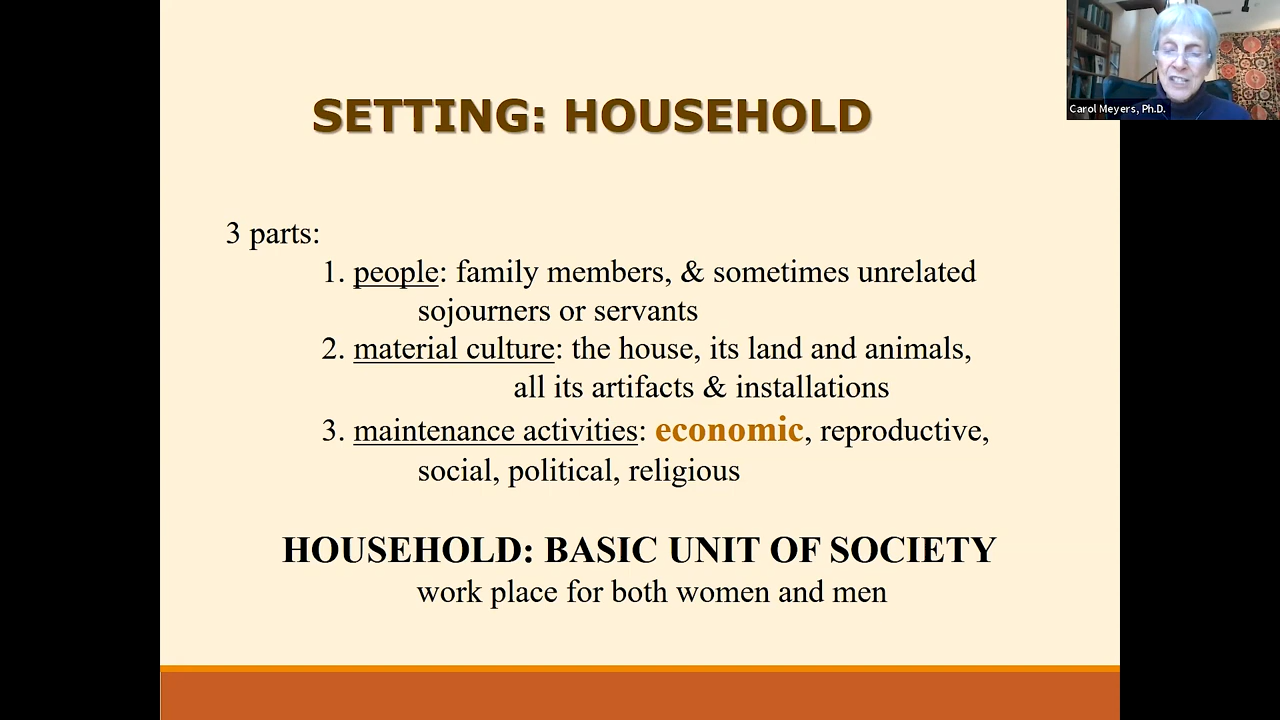 SETTING: HOUSEHOLD
Carol Meyers, Ph.D.
3 parts:
1. people: family members, & sometimes unrelated
sojourners or servants
2. material culture: the house, its land and animals,
all its artifacts & installations
3. maintenance activities: economic, reproductive,
social, political, religious
HOUSEHOLD: BASIC UNIT OF SOCIETY
work place for both women and men